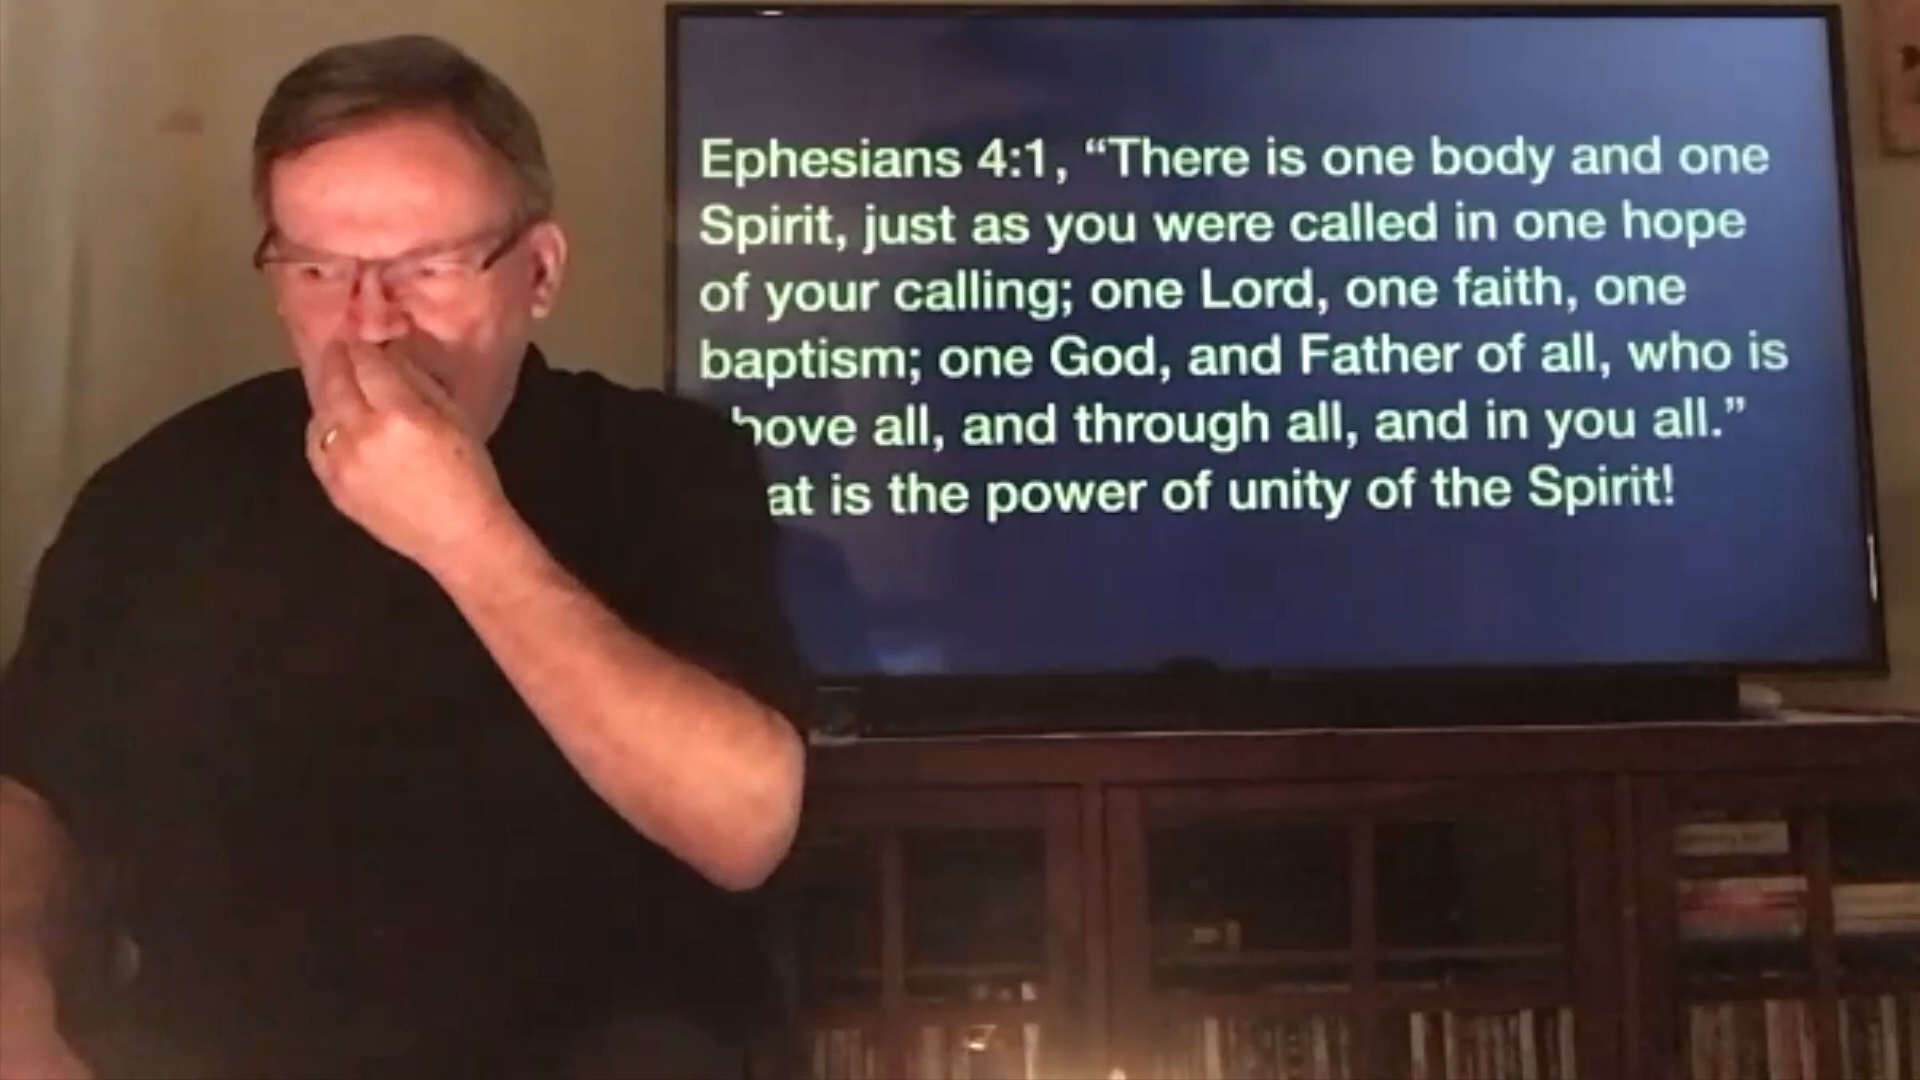 Ephesians 4:1, “There is one body and one
Spirit, just as you were called in one hope
of your calling; one Lord, one faith, one
baptism; one God, and Father of all, who is
bove all, and through all, and in you all.”
at is the power of unity of the Spirit!